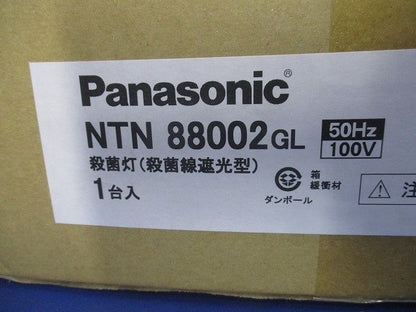 Panasonic®
NTN 88002GL
50Hz
100V
殺菌灯(殺菌線遮光型)
1台入
箱
緩衝材
ダンボール
注